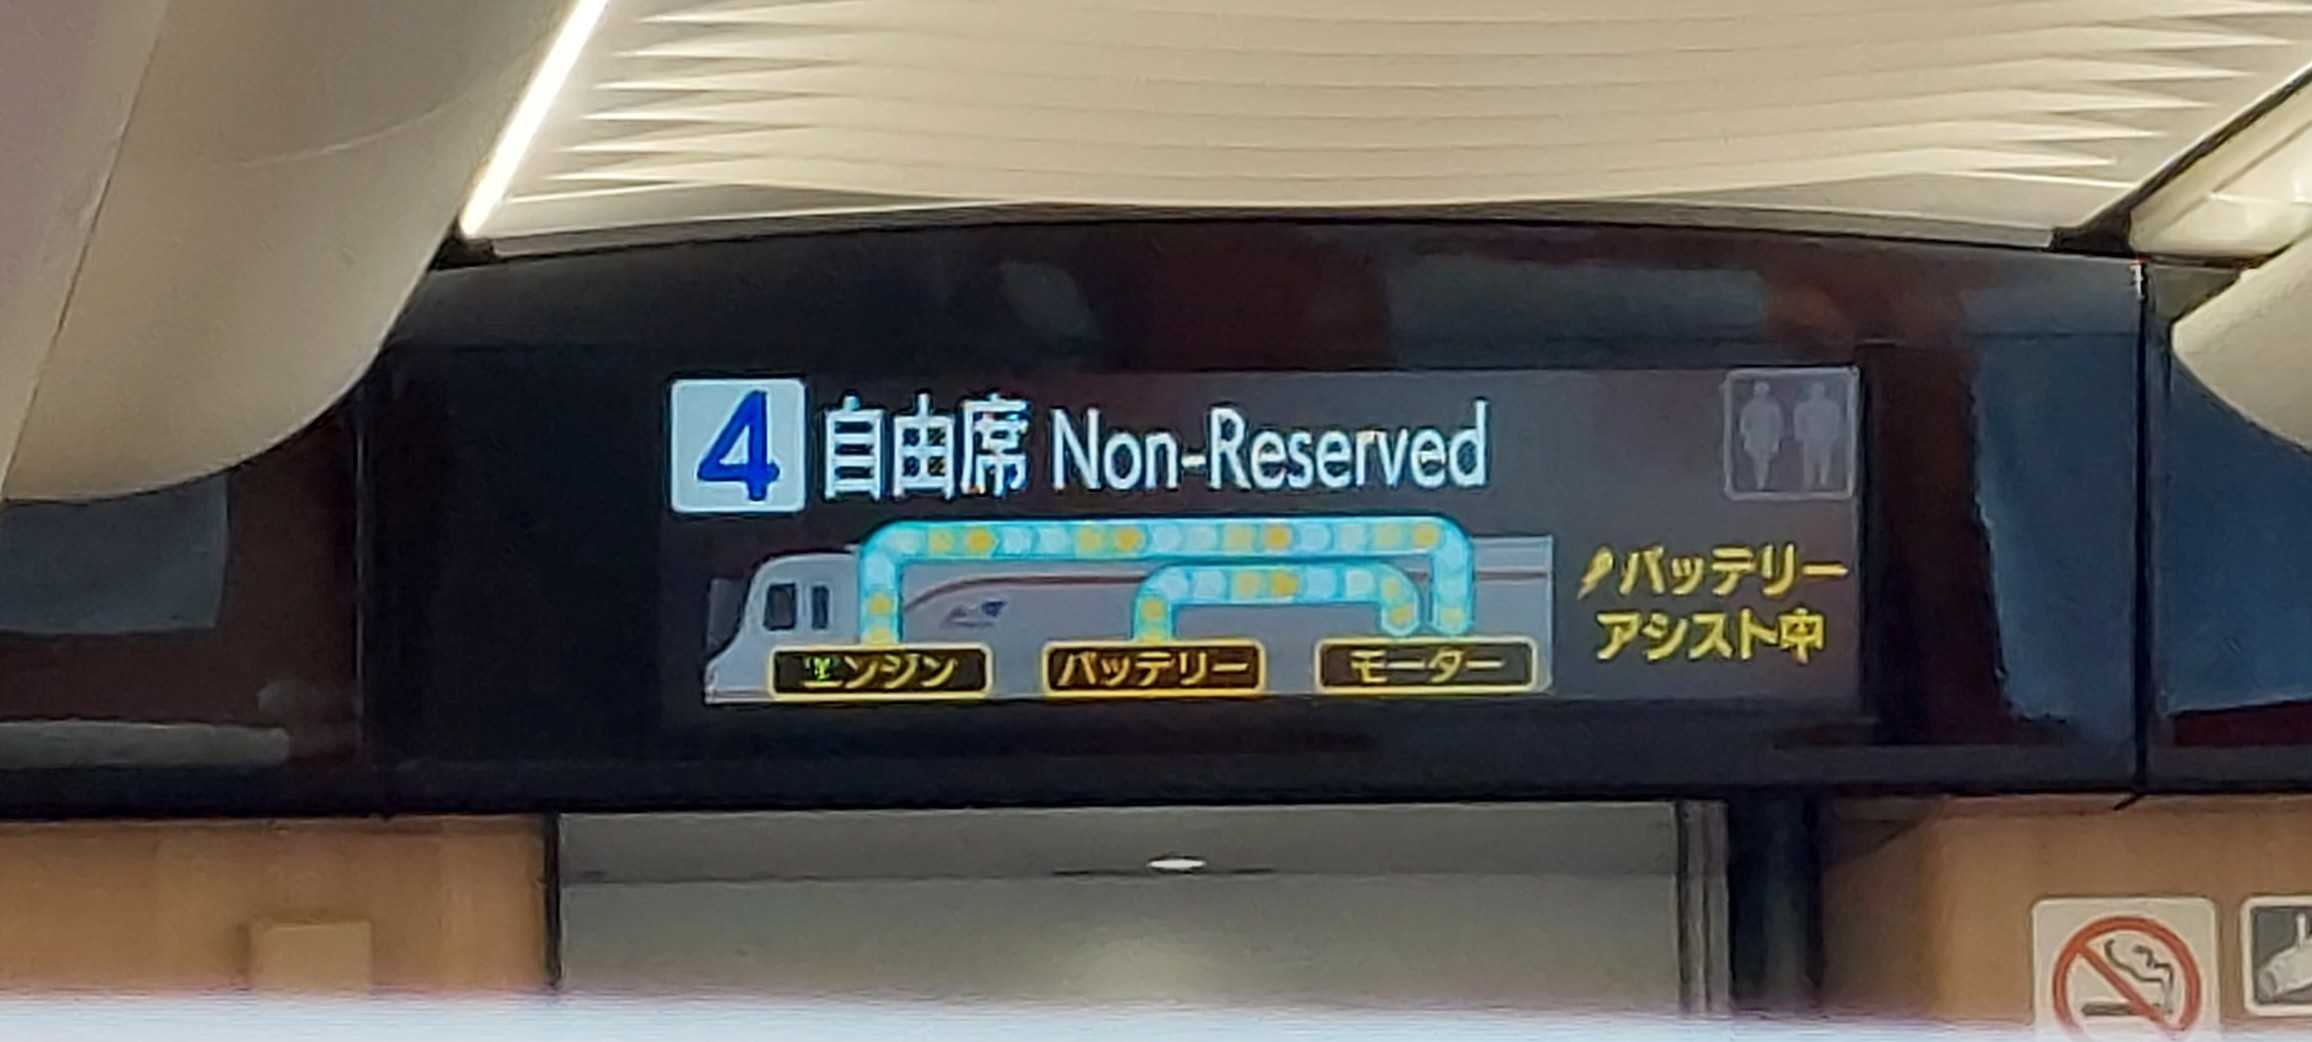 4 自由席 Non-Reserved
エンジン バッテリー モーター
バッテリー
アシスト中